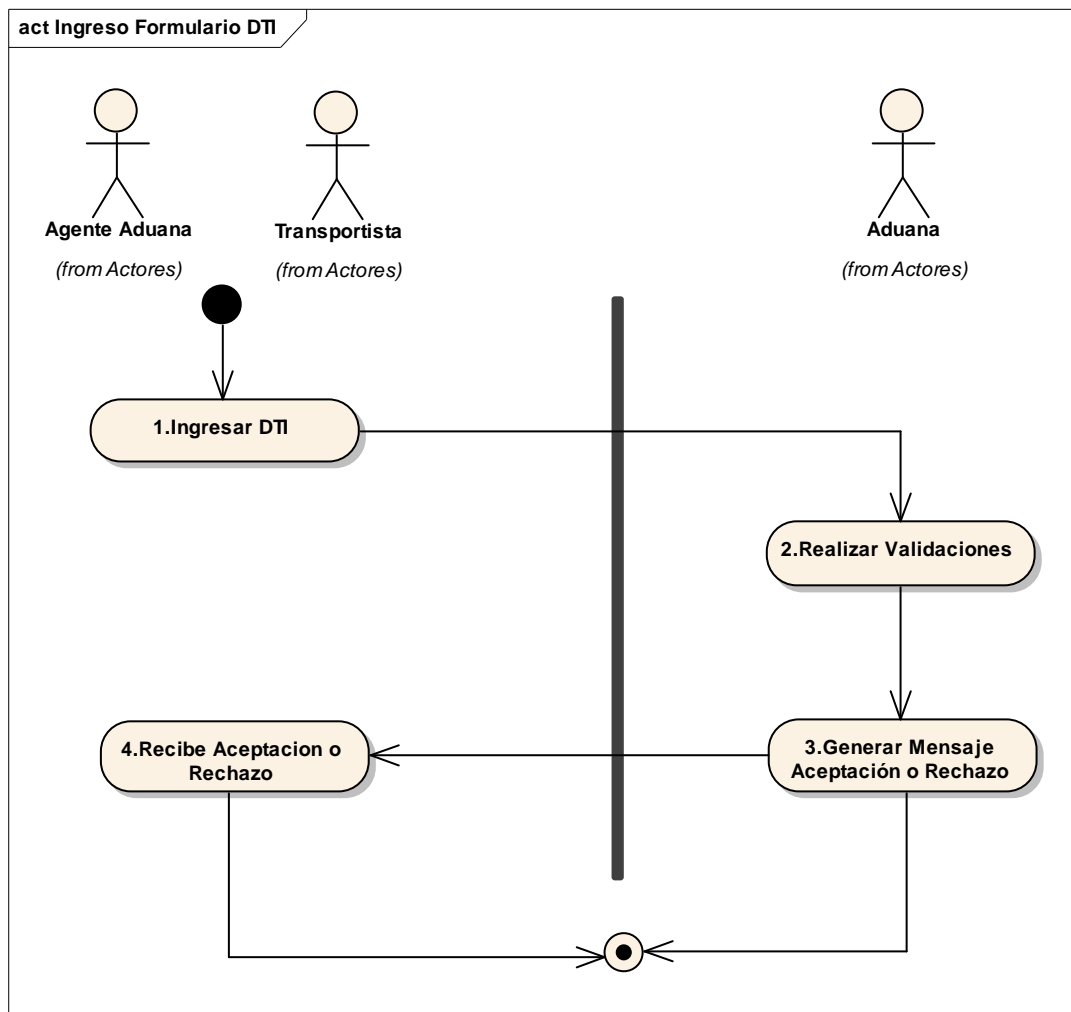 act Ingreso Formulario DTI
Agente Aduana
(from Actores)
Transportista
(from Actores)
Aduana
(from Actores)
1.Ingresar DTI
2.Realizar Validaciones
3.Generar Mensaje
Aceptación o Rechazo
4.Recibe Aceptacion o
Rechazo